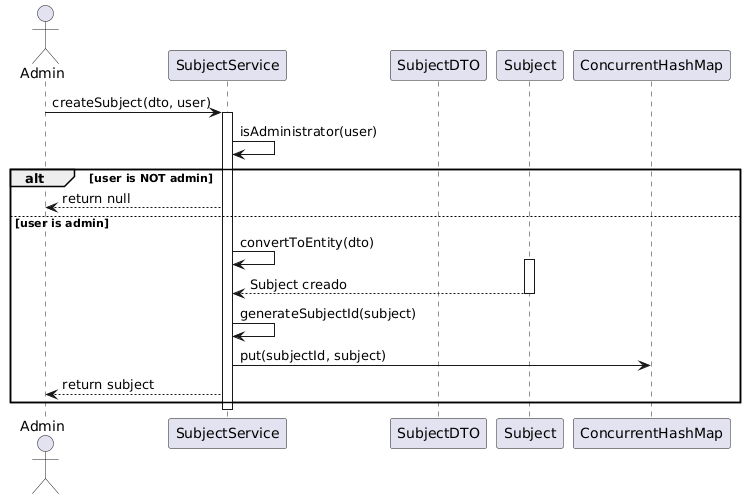 Admin
SubjectService
SubjectDTO
Subject
ConcurrentHashMap
createSubject(dto, user)
isAdministrator(user)
alt
[user is NOT admin]
return null
[user is admin]
convertToEntity(dto)
Subject creado
generateSubjectId(subject)
put(subjectId, subject)
return subject
Admin
SubjectService
SubjectDTO
Subject
ConcurrentHashMap